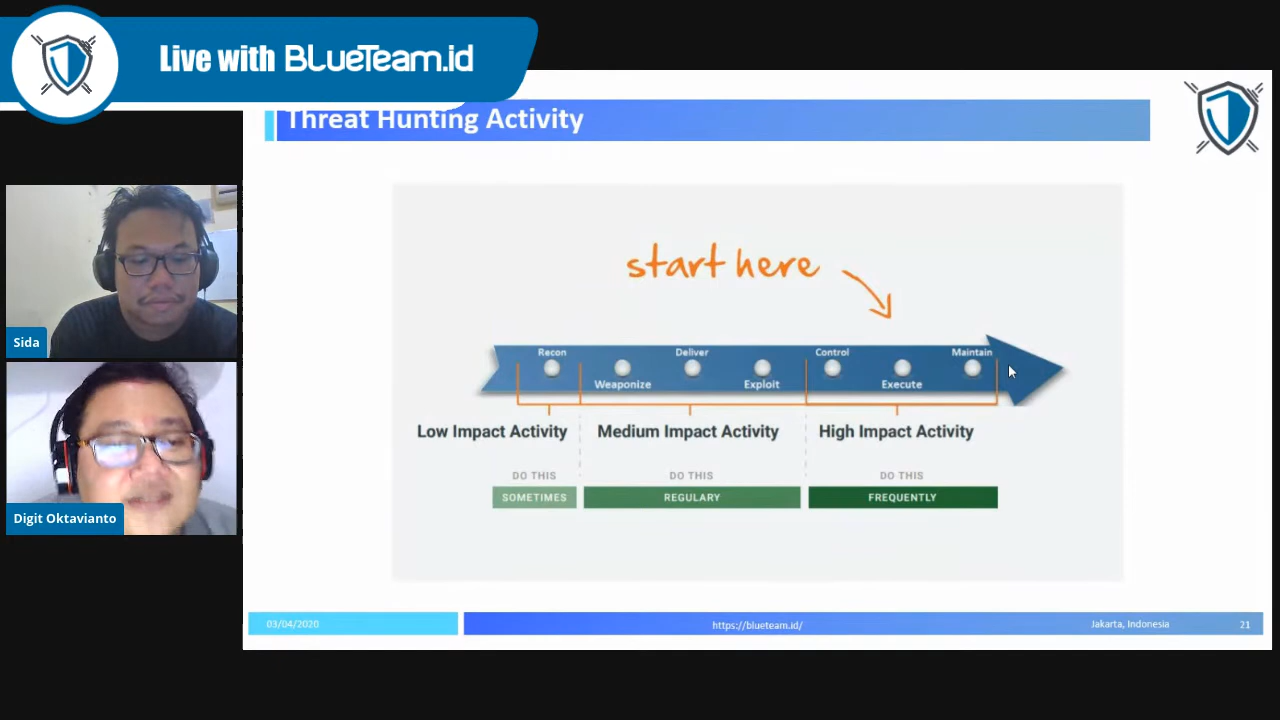 Live with BLueTeam.id
Threat Hunting Activity
Sida
Digit Oktavianto
start here
Recon
Weaponize
Deliver
Exploit
Control
Execute
Maintain
Low Impact Activity
Medium Impact Activity
High Impact Activity
DO THIS
SOMETIMES
DO THIS
REGULARY
DO THIS
FREQUENTLY
03/04/2020
https://blueteam.id/
Jakarta, Indonesia
21